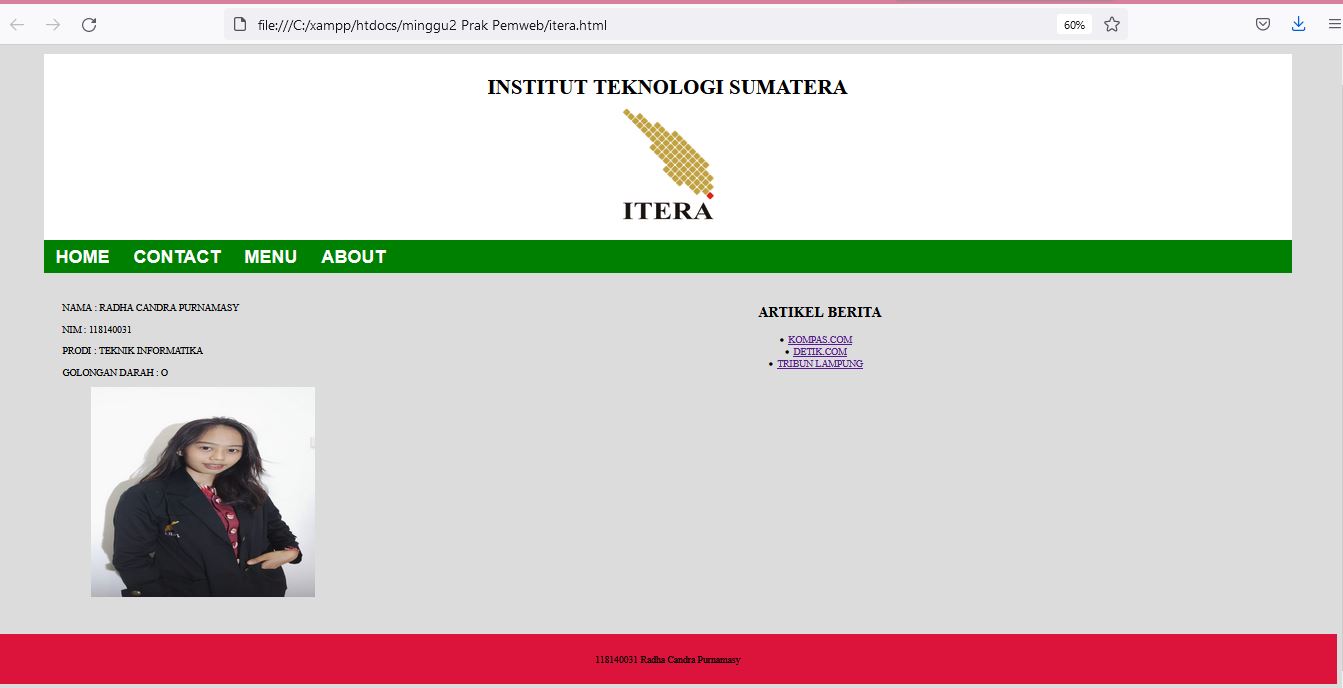 file:///C:/xampp/htdocs/minggu2 Prak Pemweb/itera.html
60%
INSTITUT TEKNOLOGI SUMATERA
ITERA
HOME CONTACT MENU ABOUT
NAMA : RADHA CANDRA PURNAMASY
NIM : 118140031
PRODI : TEKNIK INFORMATIKA
GOLONGAN DARAH : O
ARTIKEL BERITA
• KOMPAS.COM
• DETIK.COM
• TRIBUN LAMPUNG
118140031 Radha Candra Purnamasy